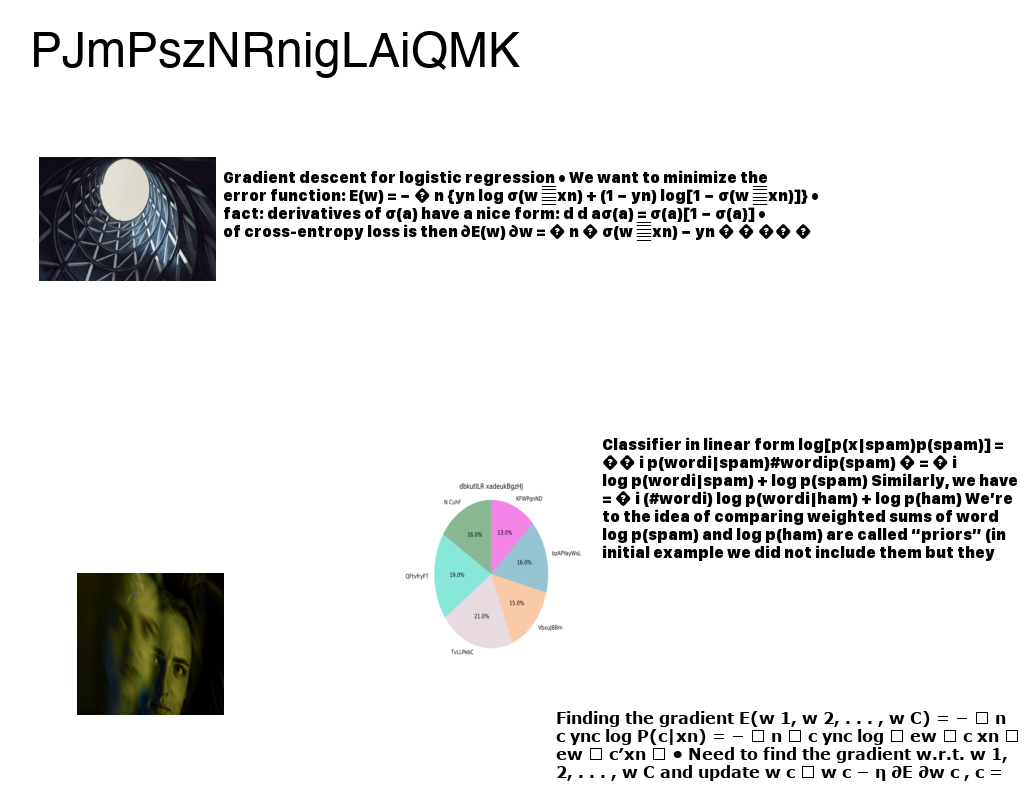 PJmPszNRnigLAiQMK
Gradient descent for logistic regression • We want to minimize the
error function: E(w) = − � n {yn log σ(w 𝍌xn) + (1 − yn) log[1 − σ(w 𝍌xn)]} •
fact: derivatives of σ(a) have a nice form: d d aσ(a) = σ(a)[1 − σ(a)] •
of cross-entropy loss is then ∂E(w) ∂w = � n � σ(w 𝍌xn) − yn � � �� �
Classifier in linear form log[p(x|spam)p(spam)] =
�� i p(wordi|spam)#wordip(spam) � = � i
log p(wordi|spam) + log p(spam) Similarly, we have
= � i (#wordi) log p(wordi|ham) + log p(ham) We’re
to the idea of comparing weighted sums of word
log p(spam) and log p(ham) are called “priors” (in
initial example we did not include them but they
dbkutlLR xadeukBgzHJ
N CuhF
KFWPqnND
16.0%
13.0%
bzAPYayWsL
16.0%
QFtvfryFT
19.0%
15.0%
21.0%
VbxuJBBm
TvLLPebC
Finding the gradient E(w 1, w 2, . . . , w C) = − □ n
c ync log P(c|xn) = − □ n □ c ync log □ ew □ c xn □
ew □ c’xn □ • Need to find the gradient w.r.t. w 1,
2, . . . , w C and update w c □ w c − η ∂E ∂w c , c =